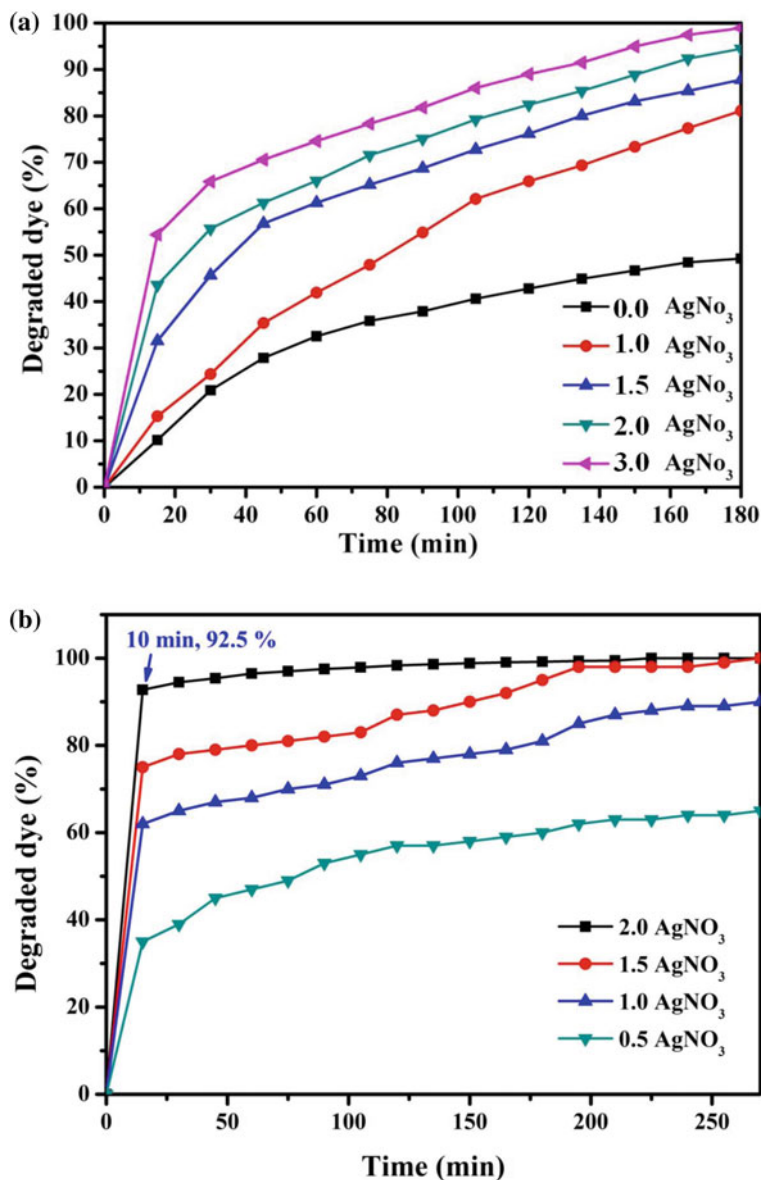 (a)
100
90
80
70
60
50
40
30
20
10
0
Degraded dye (%)
0.0 AgNo3
1.0 AgNo3
1.5 AgNo3
2.0 AgNo3
3.0 AgNo3
0 20 40 60 80 100 120 140 160 180
Time (min)
(b)
10 min, 92.5 %
100
80
60
40
20
0
Degraded dye (%)
2.0 AgNO3
1.5 AgNO3
1.0 AgNO3
0.5 AgNO3
0 50 100 150 200 250
Time (min)